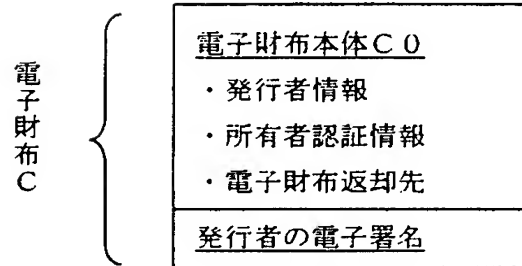 電子財布C
電子財布本体C0
・発行者情報
・所有者認証情報
・電子財布返却先
発行者の電子署名